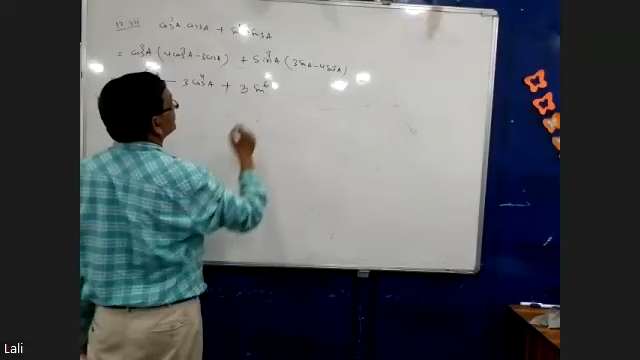 cos³A cos3A + sin³A sin3A
= cos³A (4cos³A - 3cosA) + sin³A (3sinA - 4sin³A)
- 3cos⁴A + 3 sin
Lali